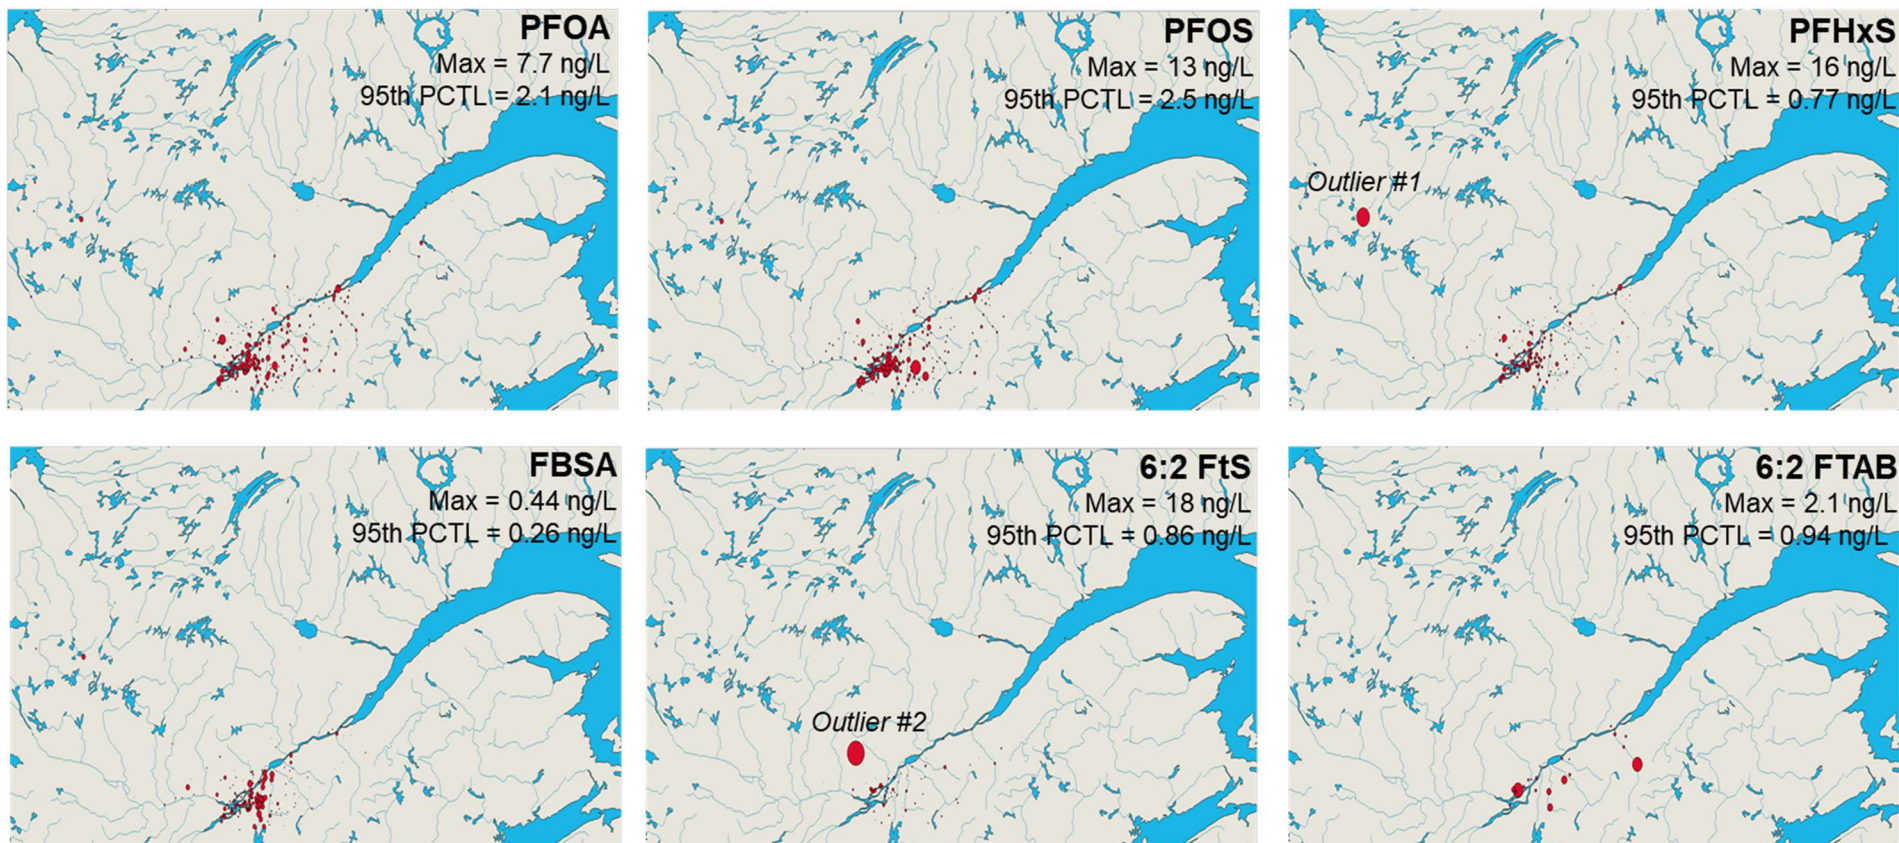 PFOA
Max = 7.7 ng/L
95th PCTL = 2.1 ng/L
PFOS
Max = 13 ng/L
95th PCTL = 2.5 ng/L
PFHxS
Max = 16 ng/L
95th PCTL = 0.77 ng/L
Outlier #1
FBSA
Max = 0.44 ng/L
95th PCTL = 0.26 ng/L
6:2 FtS
Max = 18 ng/L
95th PCTL = 0.86 ng/L
Outlier #2
6:2 FTAB
Max = 2.1 ng/L
95th PCTL = 0.94 ng/L